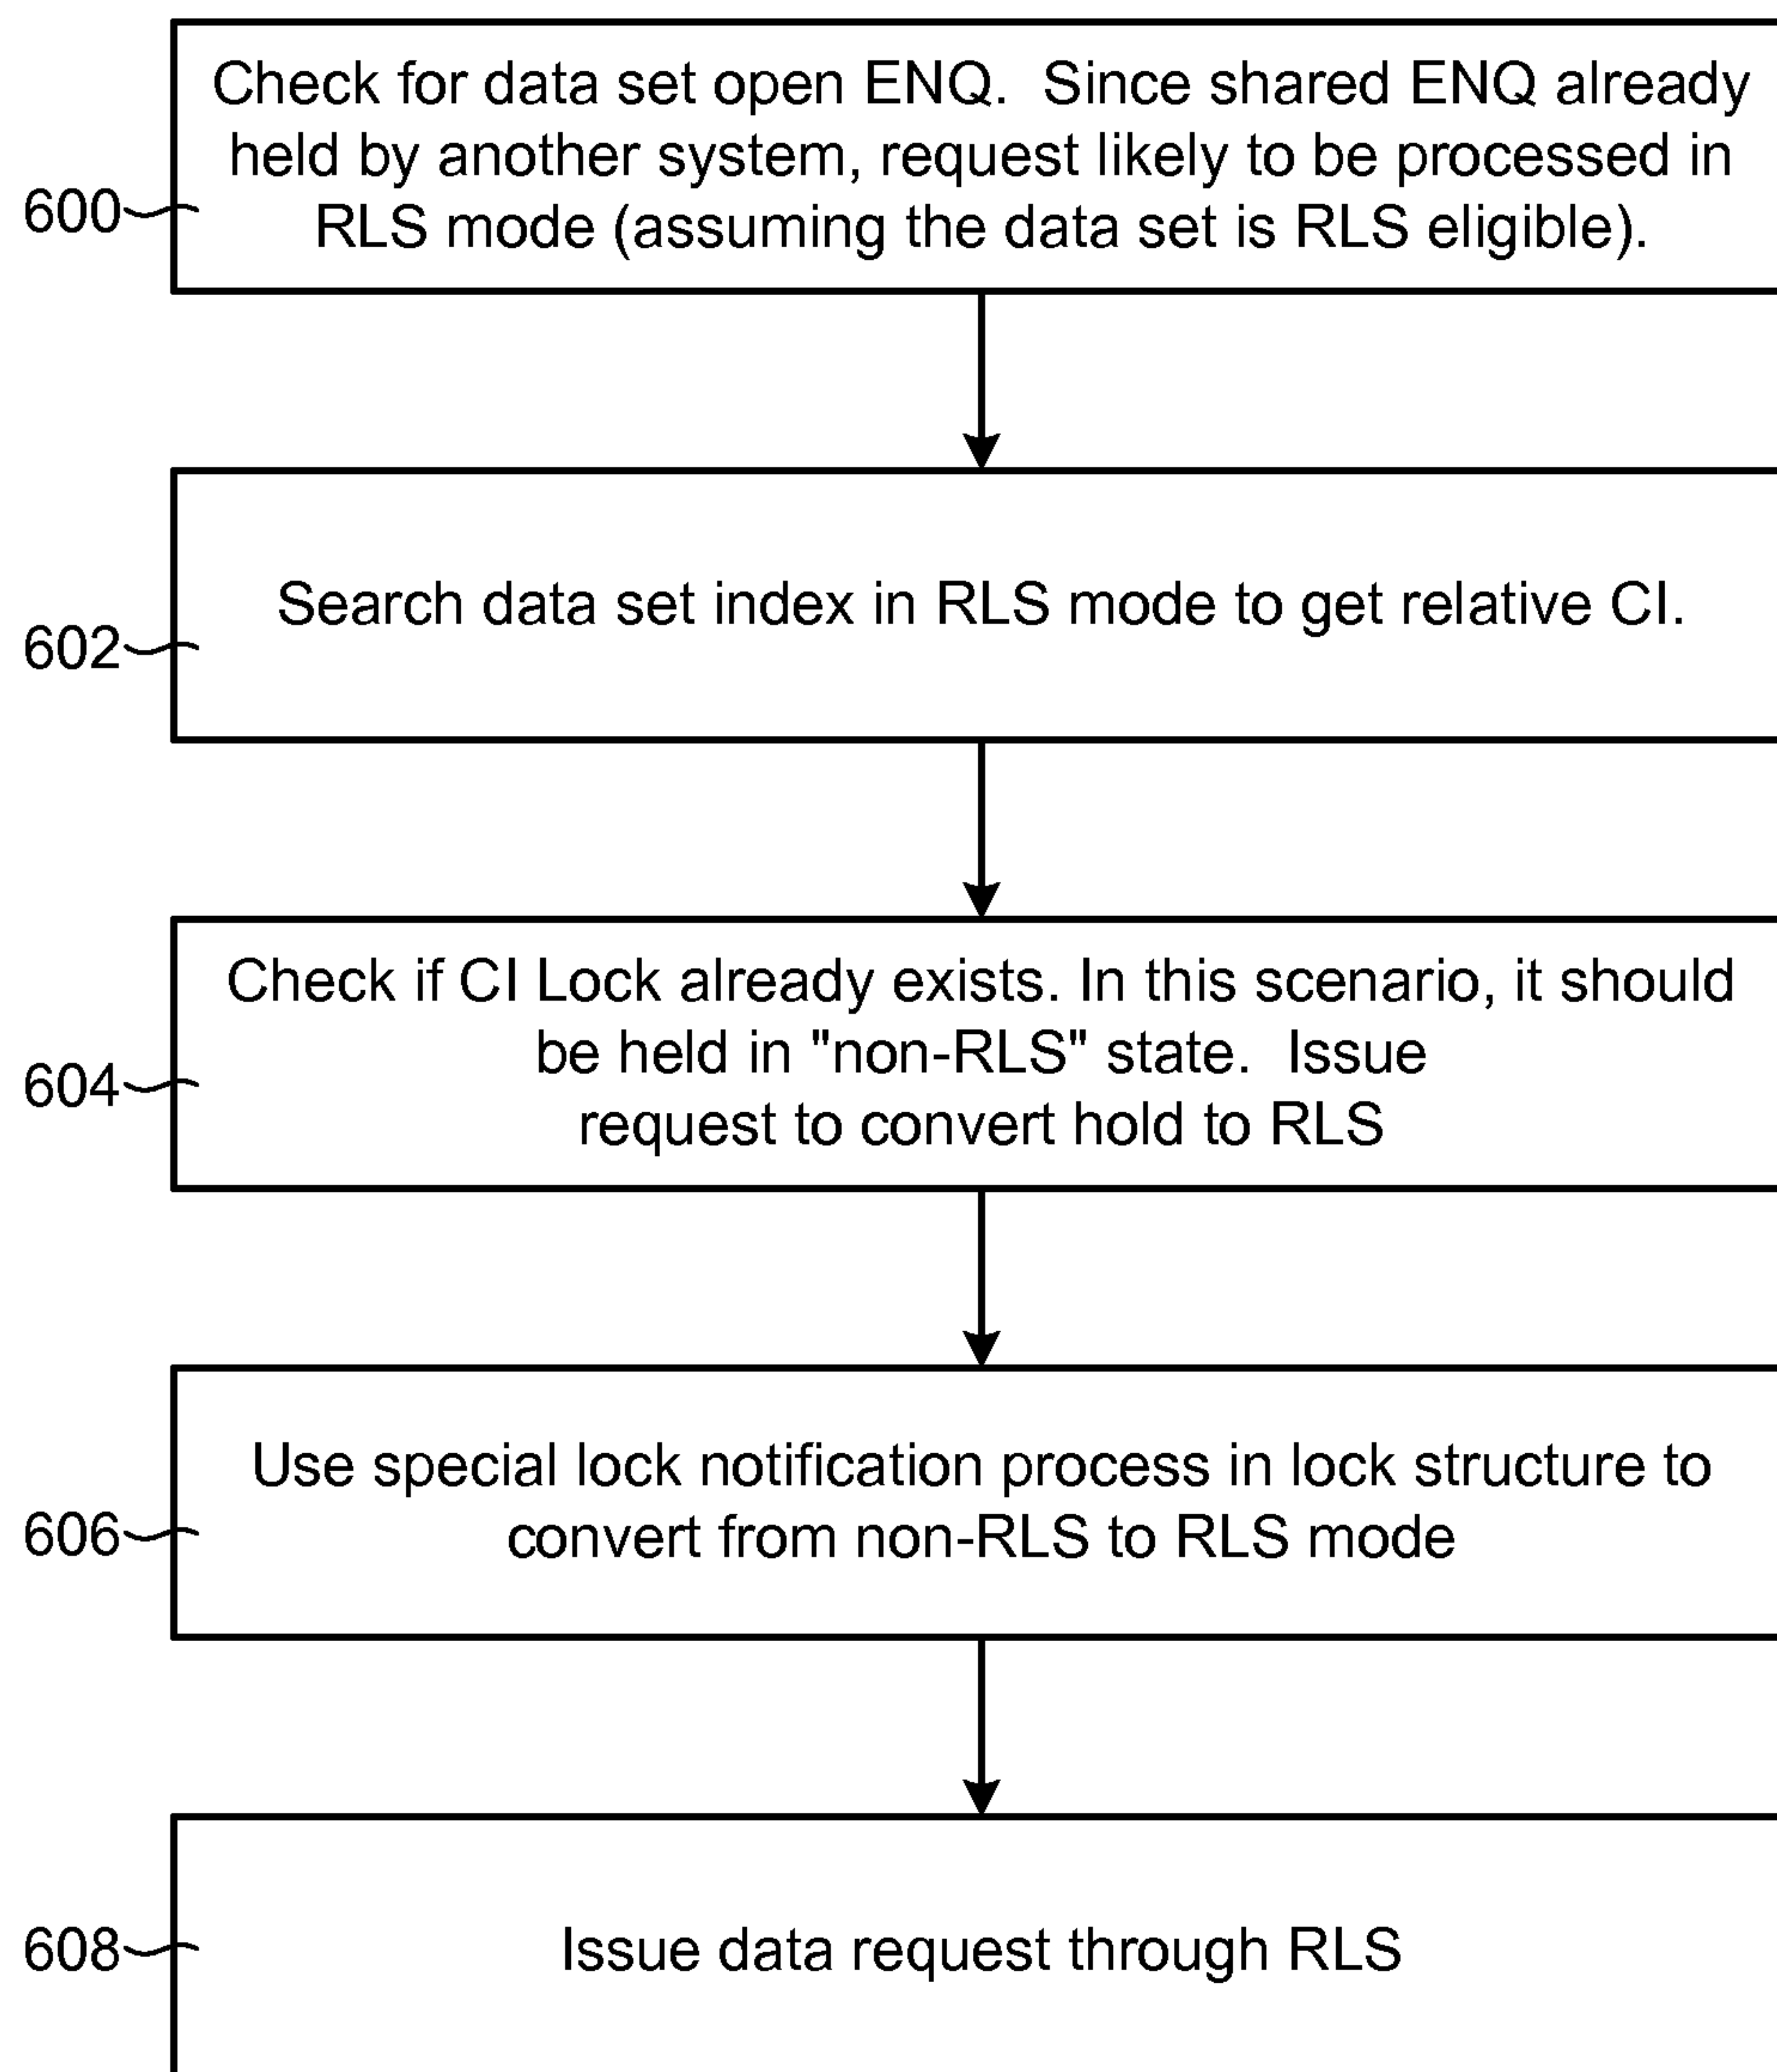 Check for data set open ENQ.  Since shared ENQ already
held by another system, request likely to be processed in
RLS mode (assuming the data set is RLS eligible).
600
Search data set index in RLS mode to get relative CI.
602
Check if CI Lock already exists. In this scenario, it should
be held in "non-RLS" state.  Issue
request to convert hold to RLS
604
Use special lock notification process in lock structure to
convert from non-RLS to RLS mode
606
Issue data request through RLS
608